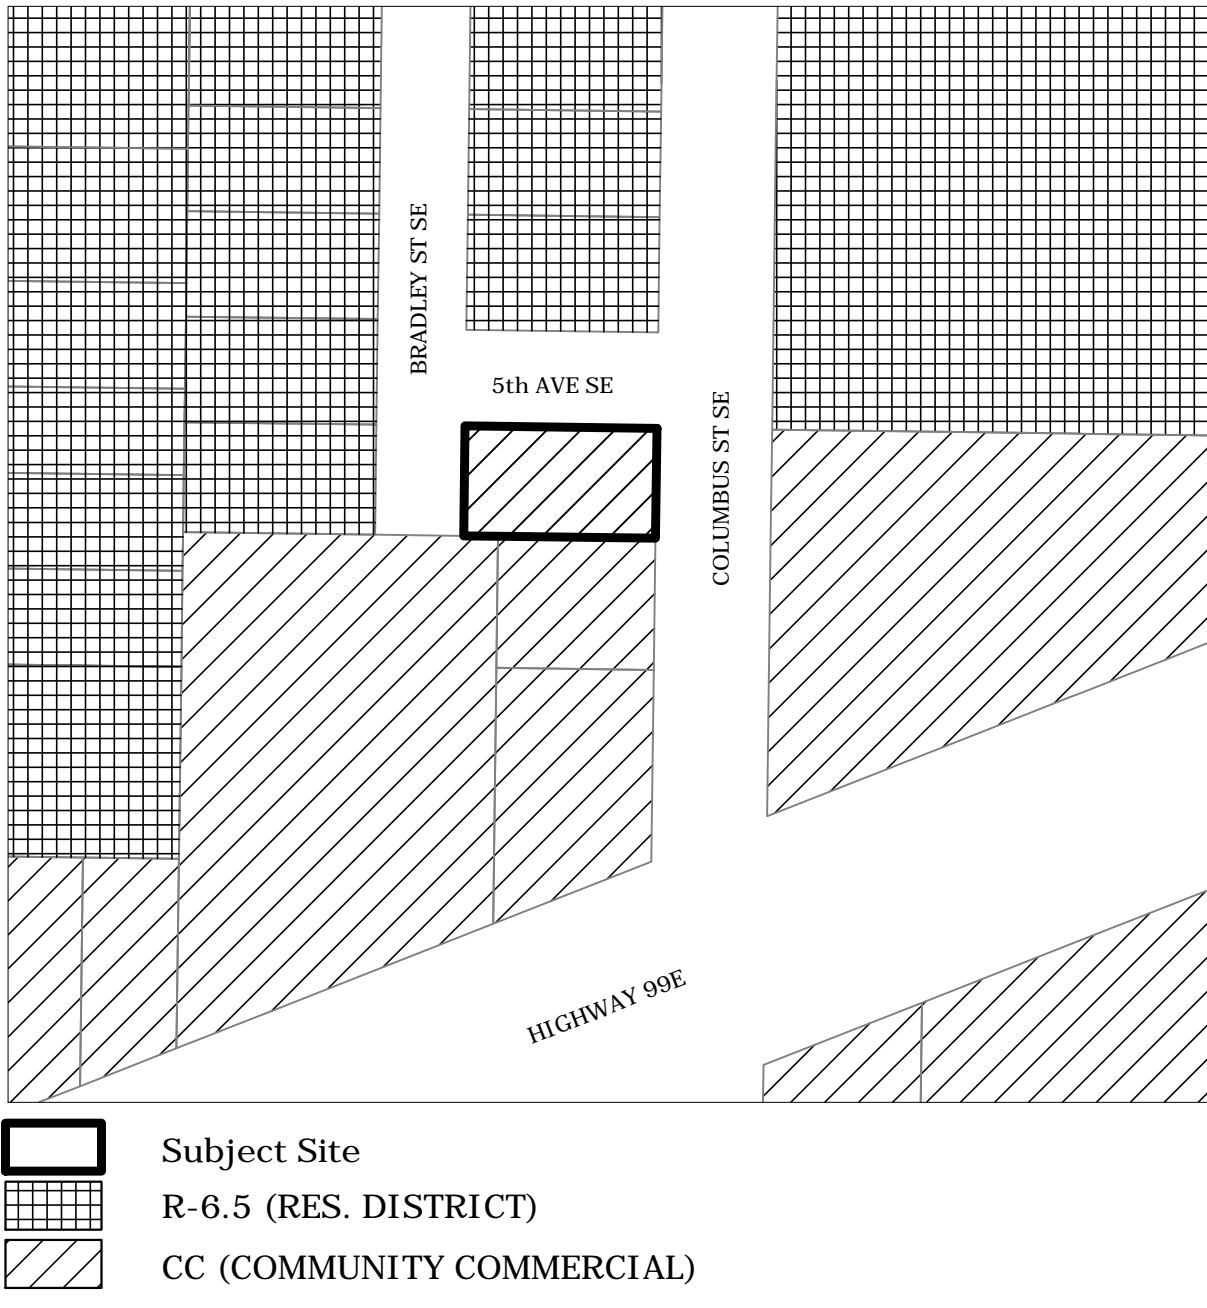 BRADLEY ST SE
5th AVE SE
COLUMBUS ST SE
HIGHWAY 99E
Subject Site
R-6.5 (RES. DISTRICT)
CC (COMMUNITY COMMERCIAL)